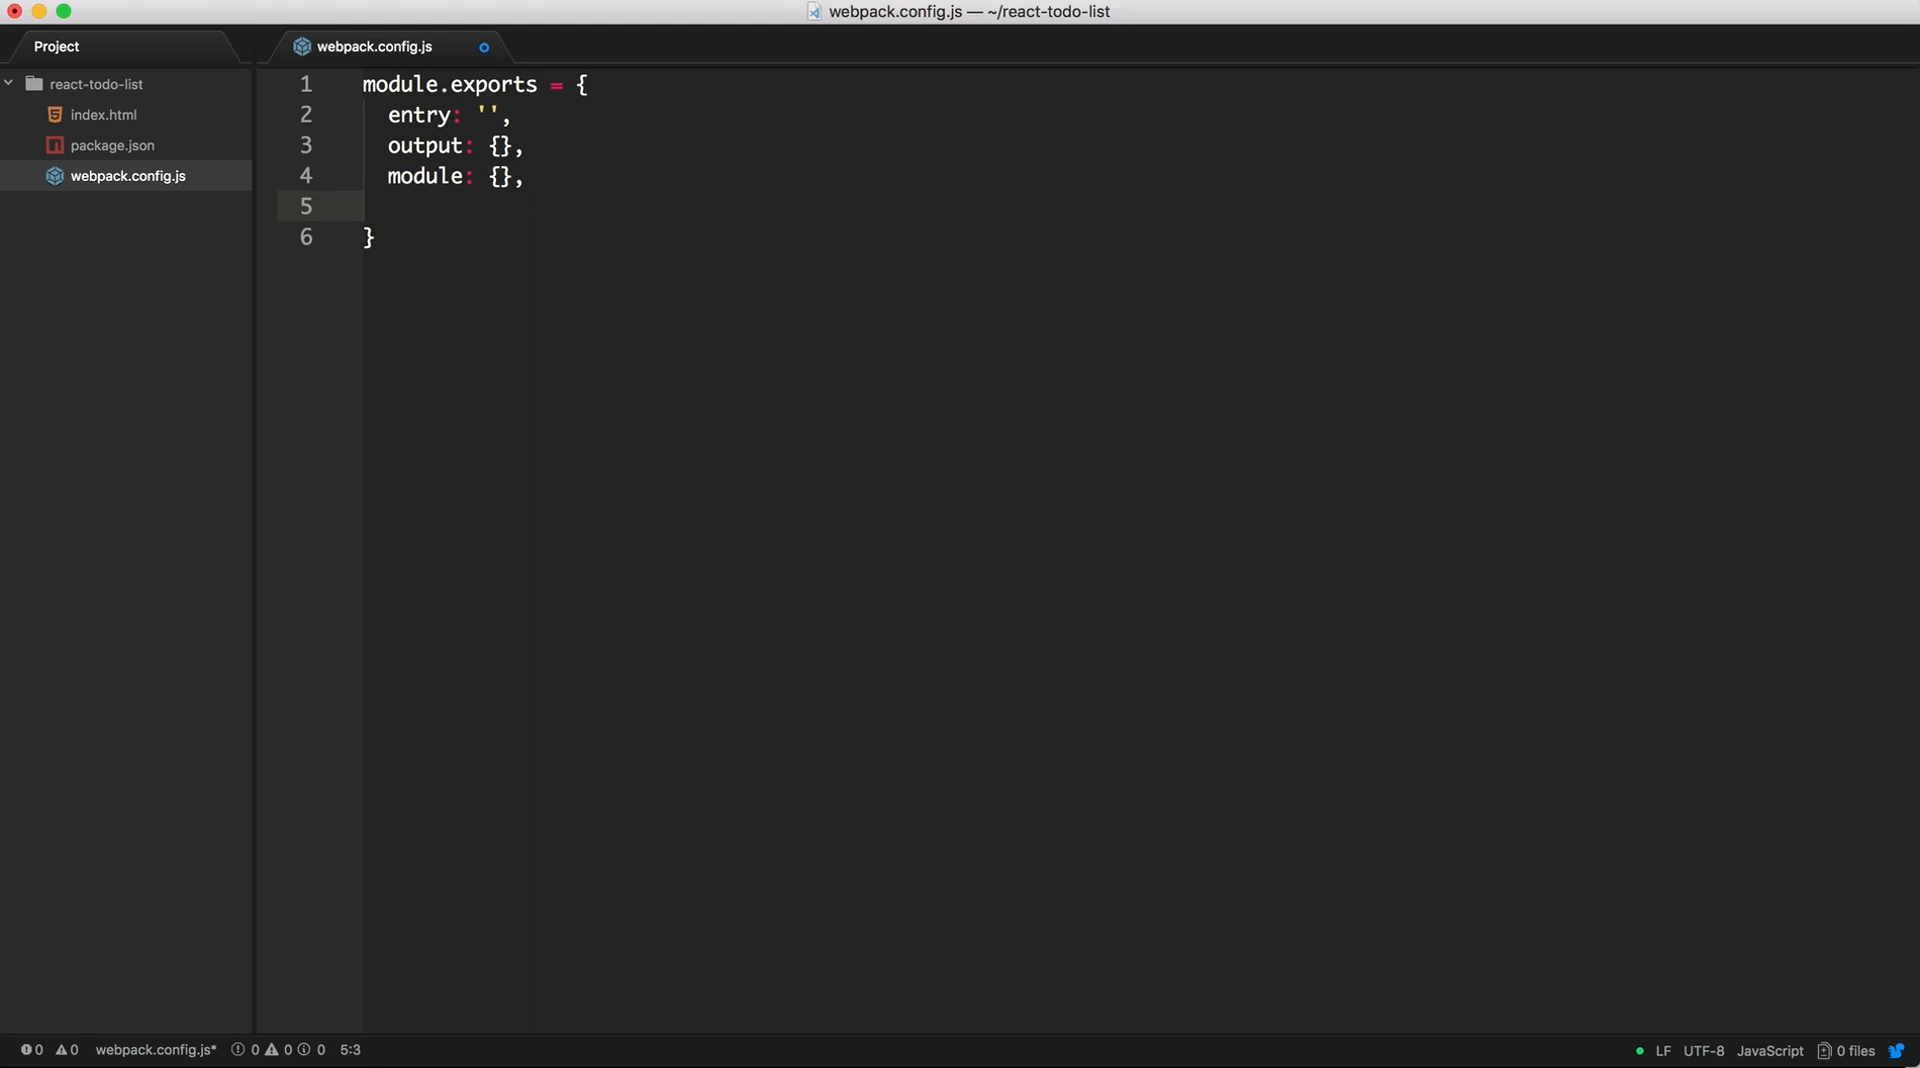 webpack.config.js — ~/react-todo-list
Project
webpack.config.js
react-todo-list
index.html
package.json
webpack.config.js
1 module.exports = {
2 entry: '',
3 output: {},
4 module: {},
5
6 }
0 0 webpack.config.js* 0 0 0 5:3
LF UTF-8 JavaScript 0 files